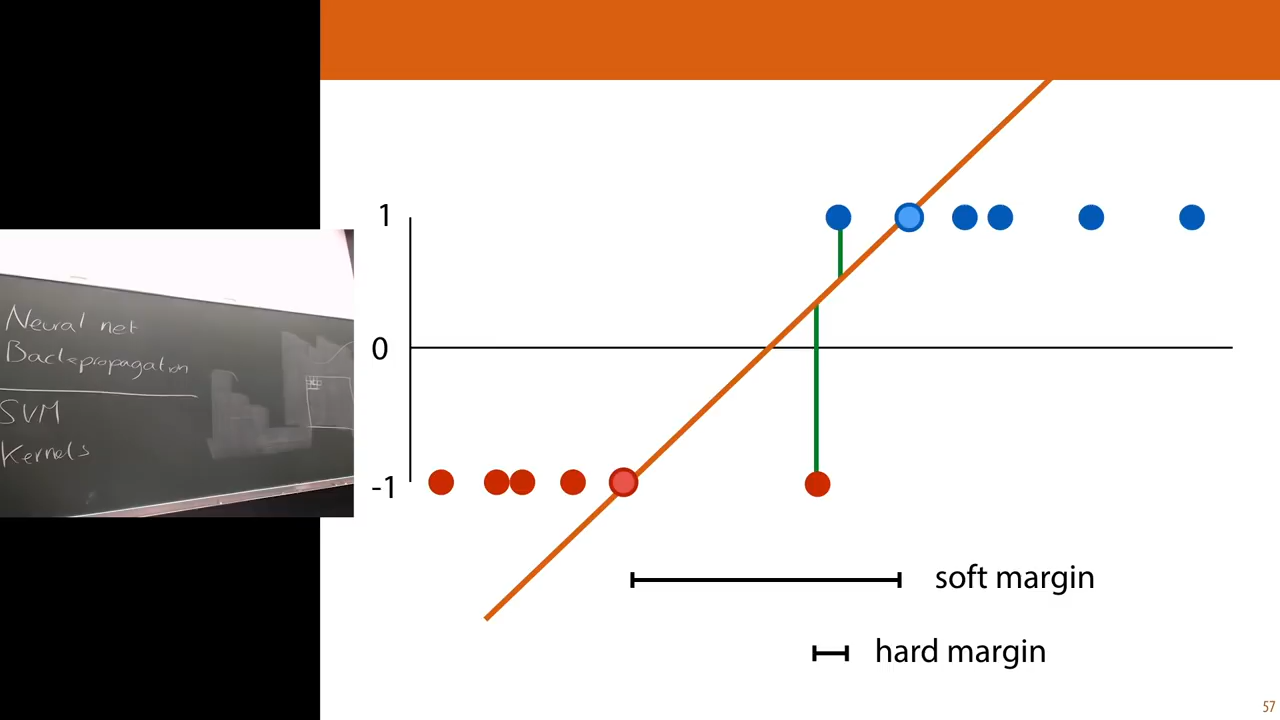 Neural net
Backpropagation
SVM
Kernels
1
0
-1
soft margin
hard margin
57